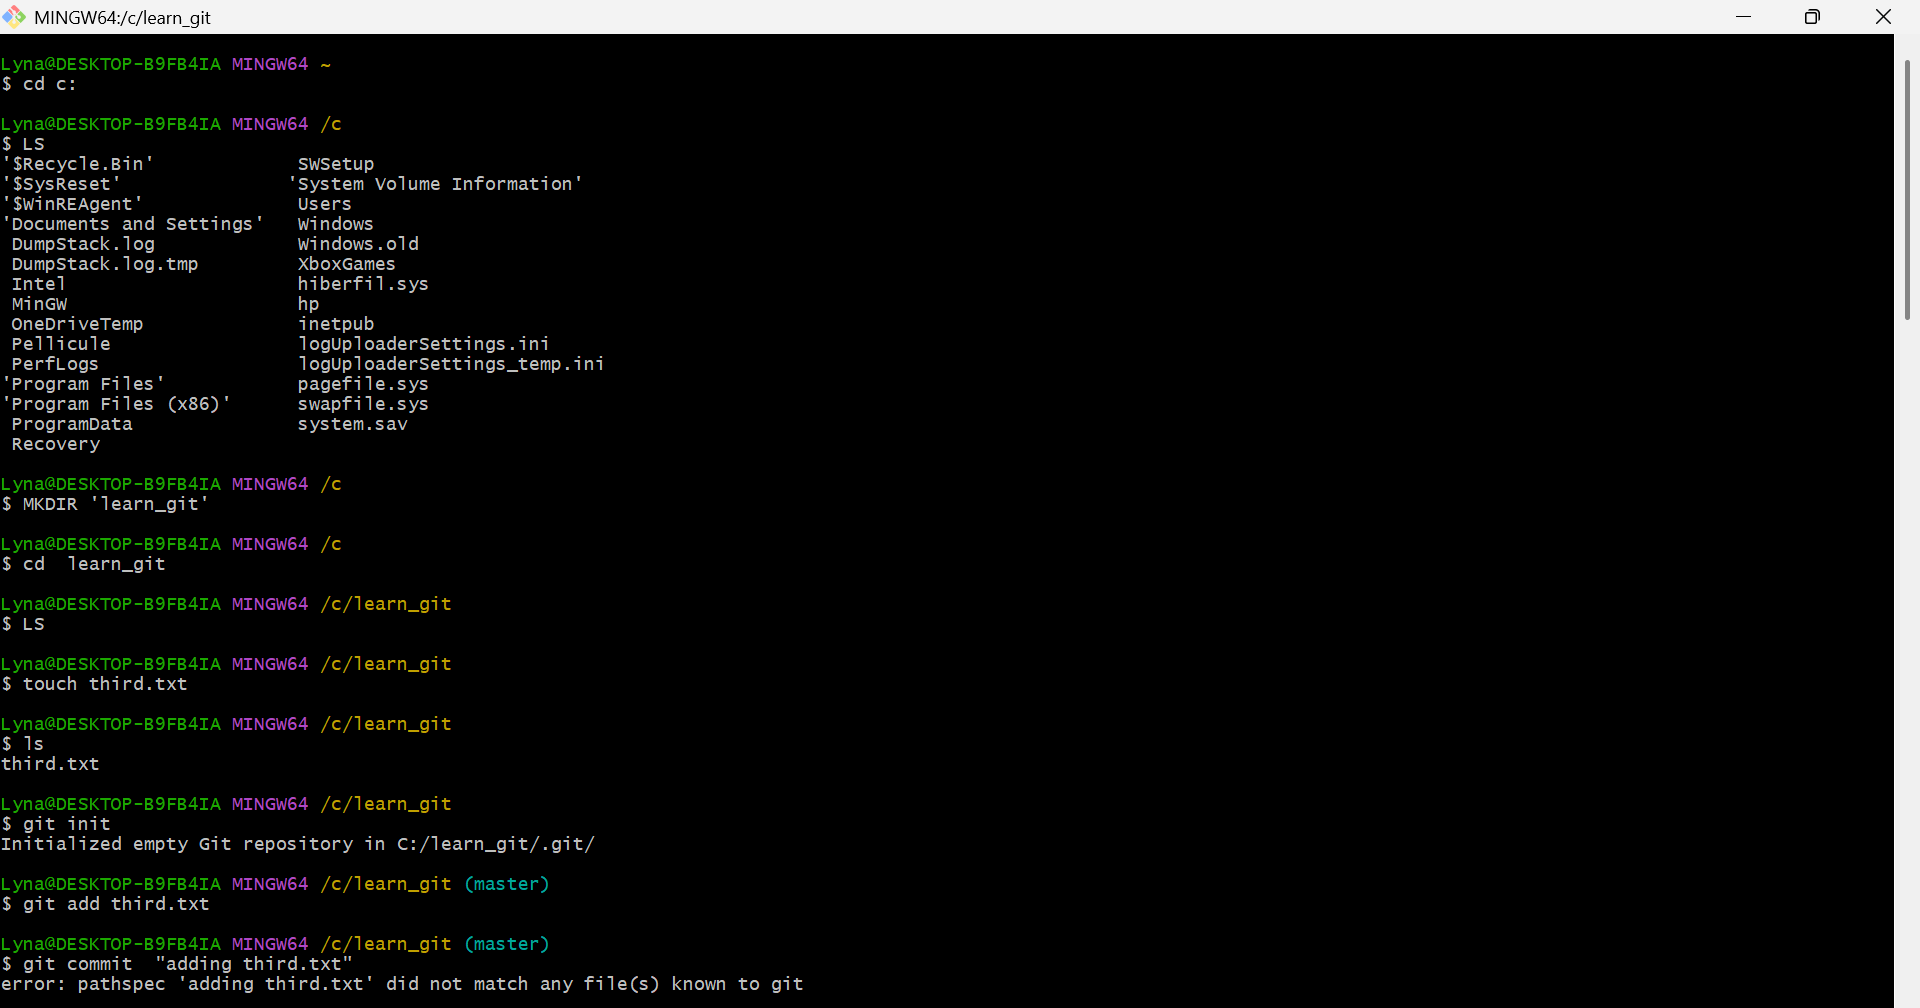 MINGW64:/c/learn_git
Lyna@DESKTOP-B9FB4IA MINGW64 ~
$ cd c:
Lyna@DESKTOP-B9FB4IA MINGW64 /c
$ LS
'$Recycle.Bin' SWSetup
'$SysReset' 'System Volume Information'
'$WinREAgent' Users
'Documents and Settings' Windows
DumpStack.log Windows.old
DumpStack.log.tmp XboxGames
Intel hiberfil.sys
MinGW hp
OneDriveTemp inetpub
Pellicule logUploaderSettings.ini
PerfLogs logUploaderSettings_temp.ini
'Program Files' pagefile.sys
'Program Files (x86)' swapfile.sys
ProgramData system.sav
Recovery
Lyna@DESKTOP-B9FB4IA MINGW64 /c
$ MKDIR 'learn_git'
Lyna@DESKTOP-B9FB4IA MINGW64 /c
$ cd  learn_git
Lyna@DESKTOP-B9FB4IA MINGW64 /c/learn_git
$ LS
Lyna@DESKTOP-B9FB4IA MINGW64 /c/learn_git
$ touch third.txt
Lyna@DESKTOP-B9FB4IA MINGW64 /c/learn_git
$ ls
third.txt
Lyna@DESKTOP-B9FB4IA MINGW64 /c/learn_git
$ git init
Initialized empty Git repository in C:/learn_git/.git/
Lyna@DESKTOP-B9FB4IA MINGW64 /c/learn_git (master)
$ git add third.txt
Lyna@DESKTOP-B9FB4IA MINGW64 /c/learn_git (master)
$ git commit  "adding third.txt"
error: pathspec 'adding third.txt' did not match any file(s) known to git